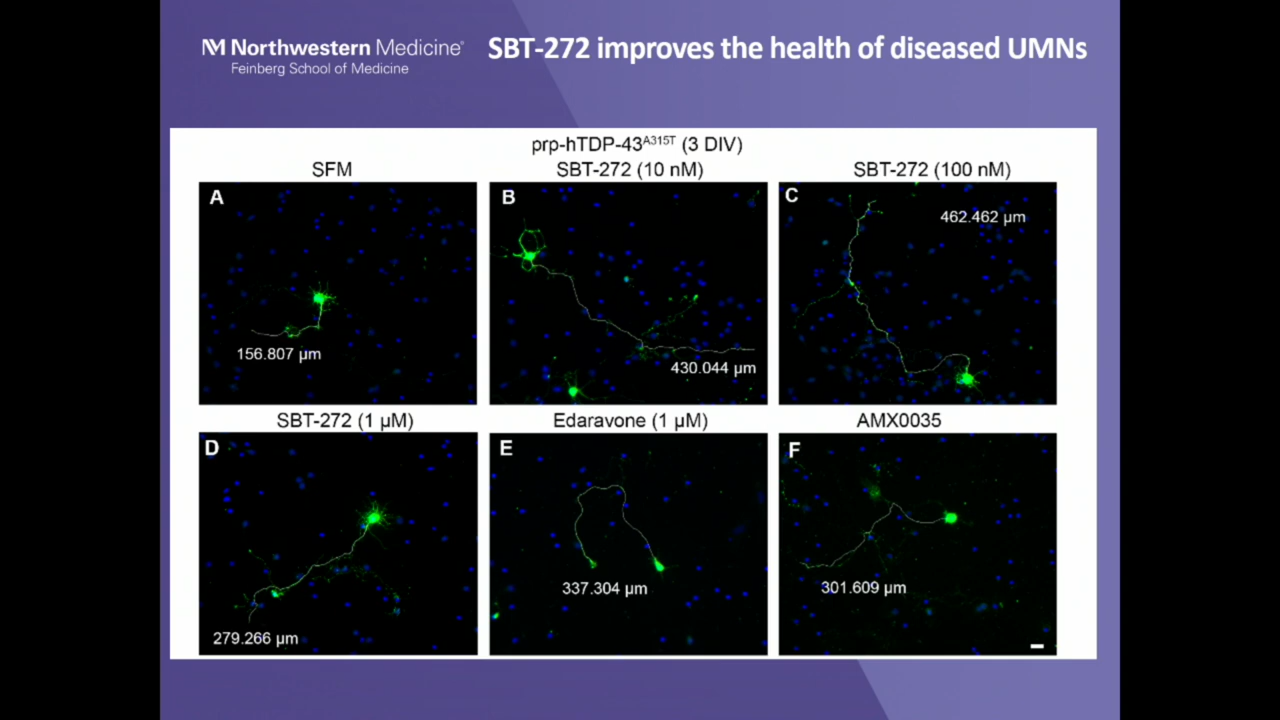 Northwestern Medicine®
Feinberg School of Medicine
SBT-272 improves the health of diseased UMNs
prp-hTDP-43A315T (3 DIV)
SFM
SBT-272 (10 nM)
SBT-272 (100 nM)
A
B
C
156.807 µm
430.044 µm
462.462 µm
SBT-272 (1 µM)
Edaravone (1 µM)
AMX0035
D
E
F
279.266 µm
337.304 µm
301.609 µm